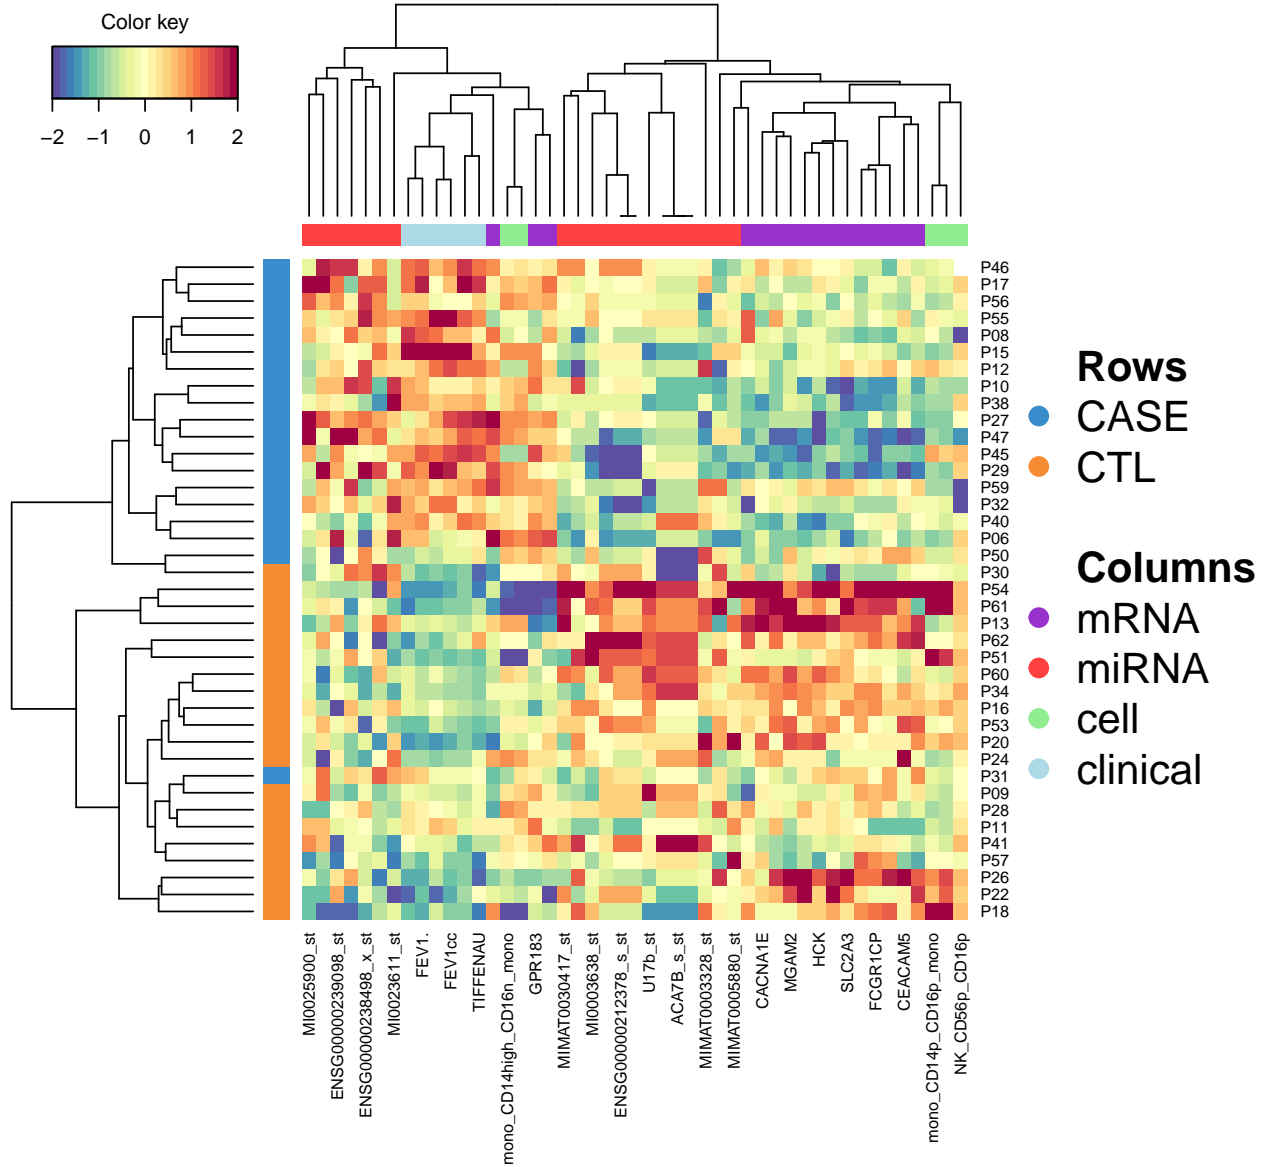 Color key
−2 −1 0 1 2
P46
P17
P56
P55
P08
P15
P12
P10
P38
P27
P47
P45
P29
P59
P32
P40
P06
P50
P30
P54
P61
P13
P62
P51
P60
P34
P16
P53
P20
P24
P31
P09
P28
P11
P41
P57
P26
P22
P18
Rows
CASE
CTL
Columns
mRNA
miRNA
cell
clinical
MI0025900_st
ENSG00000239098_st
ENSG00000238498_x_st
MI0023611_st
FEV1.
FEV1cc
TIFFENAU
mono_CD14high_CD16n_mono
GPR183
MIMAT0030417_st
MI0003638_st
ENSG00000212378_s_st
U17b_st
ACA7B_s_st
MIMAT0003328_st
MIMAT0005880_st
CACNA1E
MGAM2
HCK
SLC2A3
FCGR1CP
CEACAM5
mono_CD14p_CD16p_mono
NK_CD56p_CD16p